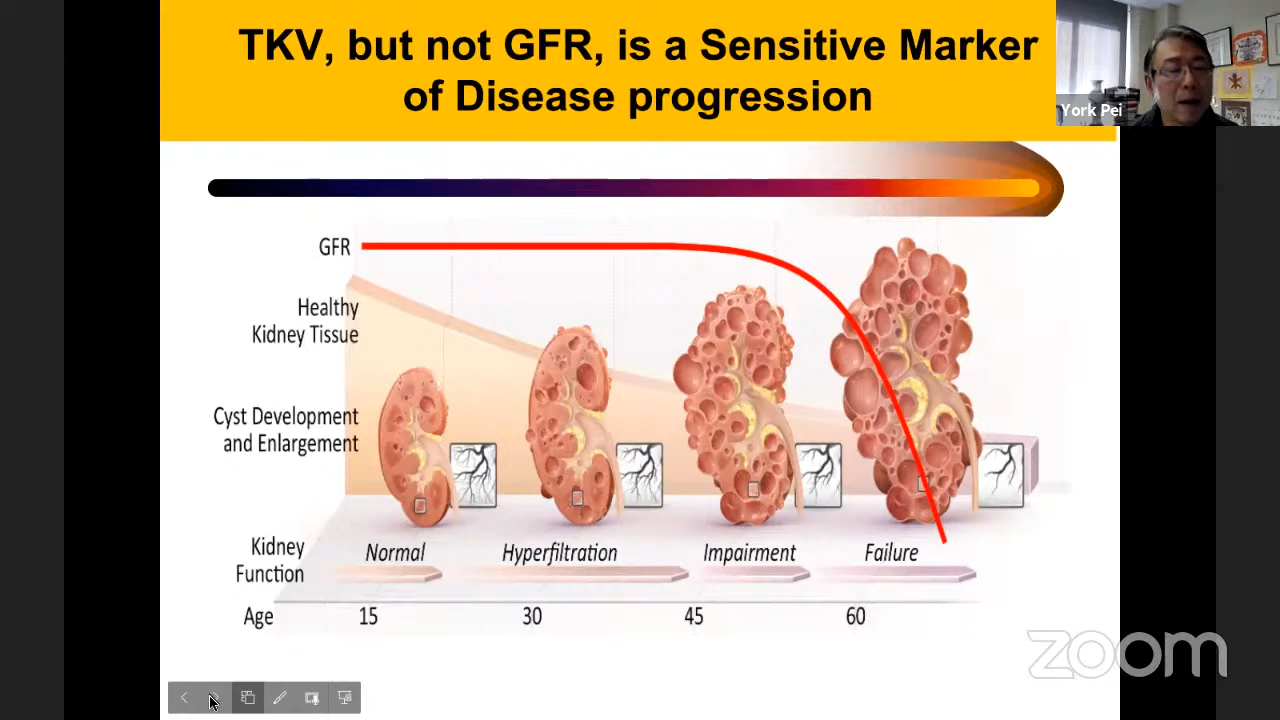 TKV, but not GFR, is a Sensitive Marker
of Disease progression
York Pei
GFR
Healthy
Kidney Tissue
Cyst Development
and Enlargement
Kidney
Function
Normal
Hyperfiltration
Impairment
Failure
Age
15
30
45
60
zoom